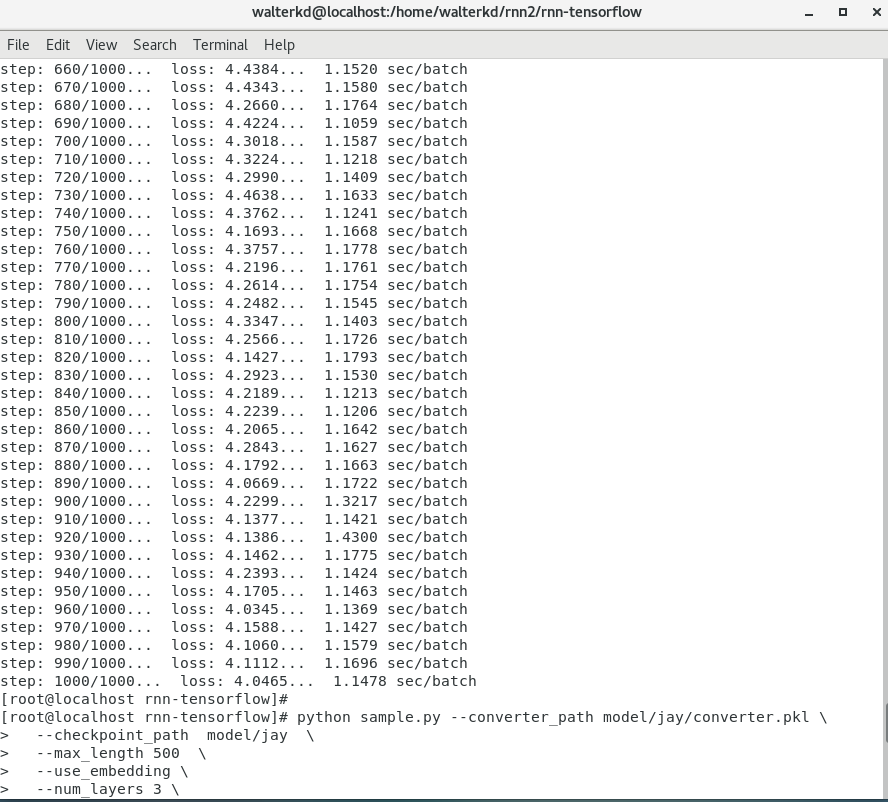 walterkd@localhost:/home/walterkd/rnn2/rnn-tensorflow
File Edit View Search Terminal Help
step: 660/1000... loss: 4.4384... 1.1520 sec/batch
step: 670/1000... loss: 4.4343... 1.1580 sec/batch
step: 680/1000... loss: 4.2660... 1.1764 sec/batch
step: 690/1000... loss: 4.4224... 1.1059 sec/batch
step: 700/1000... loss: 4.3018... 1.1587 sec/batch
step: 710/1000... loss: 4.3224... 1.1218 sec/batch
step: 720/1000... loss: 4.2990... 1.1409 sec/batch
step: 730/1000... loss: 4.4638... 1.1633 sec/batch
step: 740/1000... loss: 4.3762... 1.1241 sec/batch
step: 750/1000... loss: 4.1693... 1.1668 sec/batch
step: 760/1000... loss: 4.3757... 1.1778 sec/batch
step: 770/1000... loss: 4.2196... 1.1761 sec/batch
step: 780/1000... loss: 4.2614... 1.1754 sec/batch
step: 790/1000... loss: 4.2482... 1.1545 sec/batch
step: 800/1000... loss: 4.3347... 1.1403 sec/batch
step: 810/1000... loss: 4.2566... 1.1726 sec/batch
step: 820/1000... loss: 4.1427... 1.1793 sec/batch
step: 830/1000... loss: 4.2923... 1.1530 sec/batch
step: 840/1000... loss: 4.2189... 1.1213 sec/batch
step: 850/1000... loss: 4.2239... 1.1206 sec/batch
step: 860/1000... loss: 4.2065... 1.1642 sec/batch
step: 870/1000... loss: 4.2843... 1.1627 sec/batch
step: 880/1000... loss: 4.1792... 1.1663 sec/batch
step: 890/1000... loss: 4.0669... 1.1722 sec/batch
step: 900/1000... loss: 4.2299... 1.3217 sec/batch
step: 910/1000... loss: 4.1377... 1.1421 sec/batch
step: 920/1000... loss: 4.1386... 1.4300 sec/batch
step: 930/1000... loss: 4.1462... 1.1775 sec/batch
step: 940/1000... loss: 4.2393... 1.1424 sec/batch
step: 950/1000... loss: 4.1705... 1.1463 sec/batch
step: 960/1000... loss: 4.0345... 1.1369 sec/batch
step: 970/1000... loss: 4.1588... 1.1427 sec/batch
step: 980/1000... loss: 4.1060... 1.1579 sec/batch
step: 990/1000... loss: 4.1112... 1.1696 sec/batch
step: 1000/1000... loss: 4.0465... 1.1478 sec/batch
[root@localhost rnn-tensorflow]#
[root@localhost rnn-tensorflow]# python sample.py --converter_path model/jay/converter.pkl \
> --checkpoint_path model/jay \
> --max_length 500 \
> --use_embedding \
> --num_layers 3 \